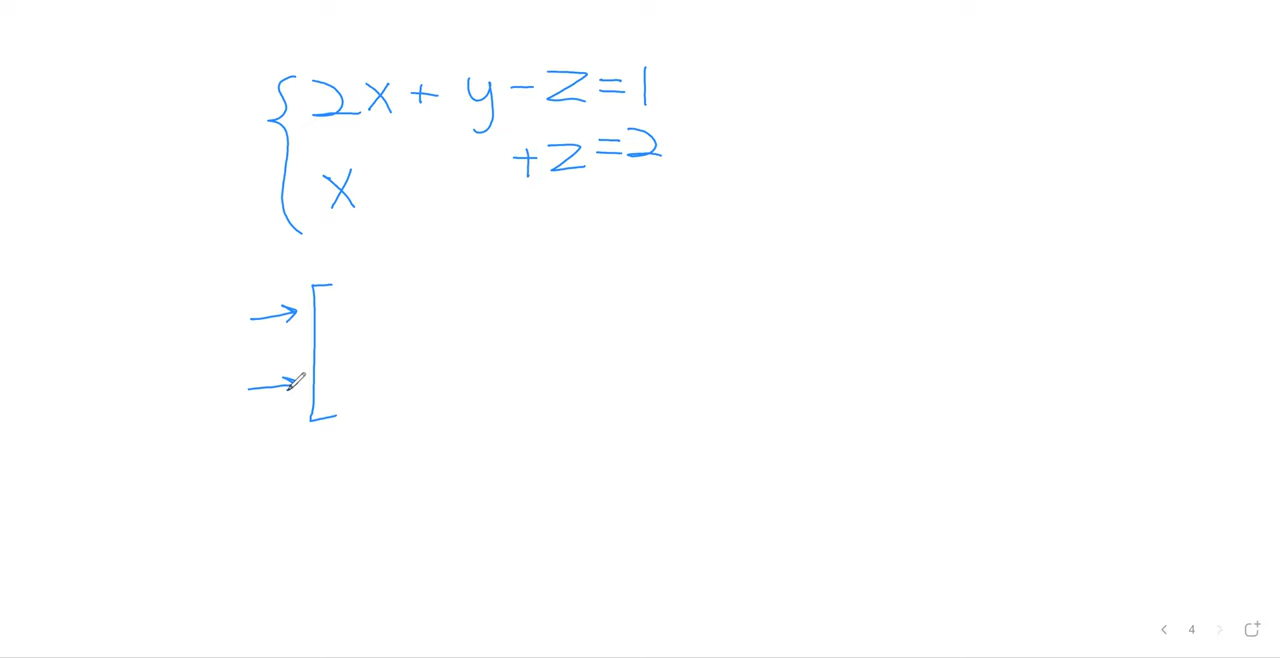 2x + y - z = 1
x + z = 2
4